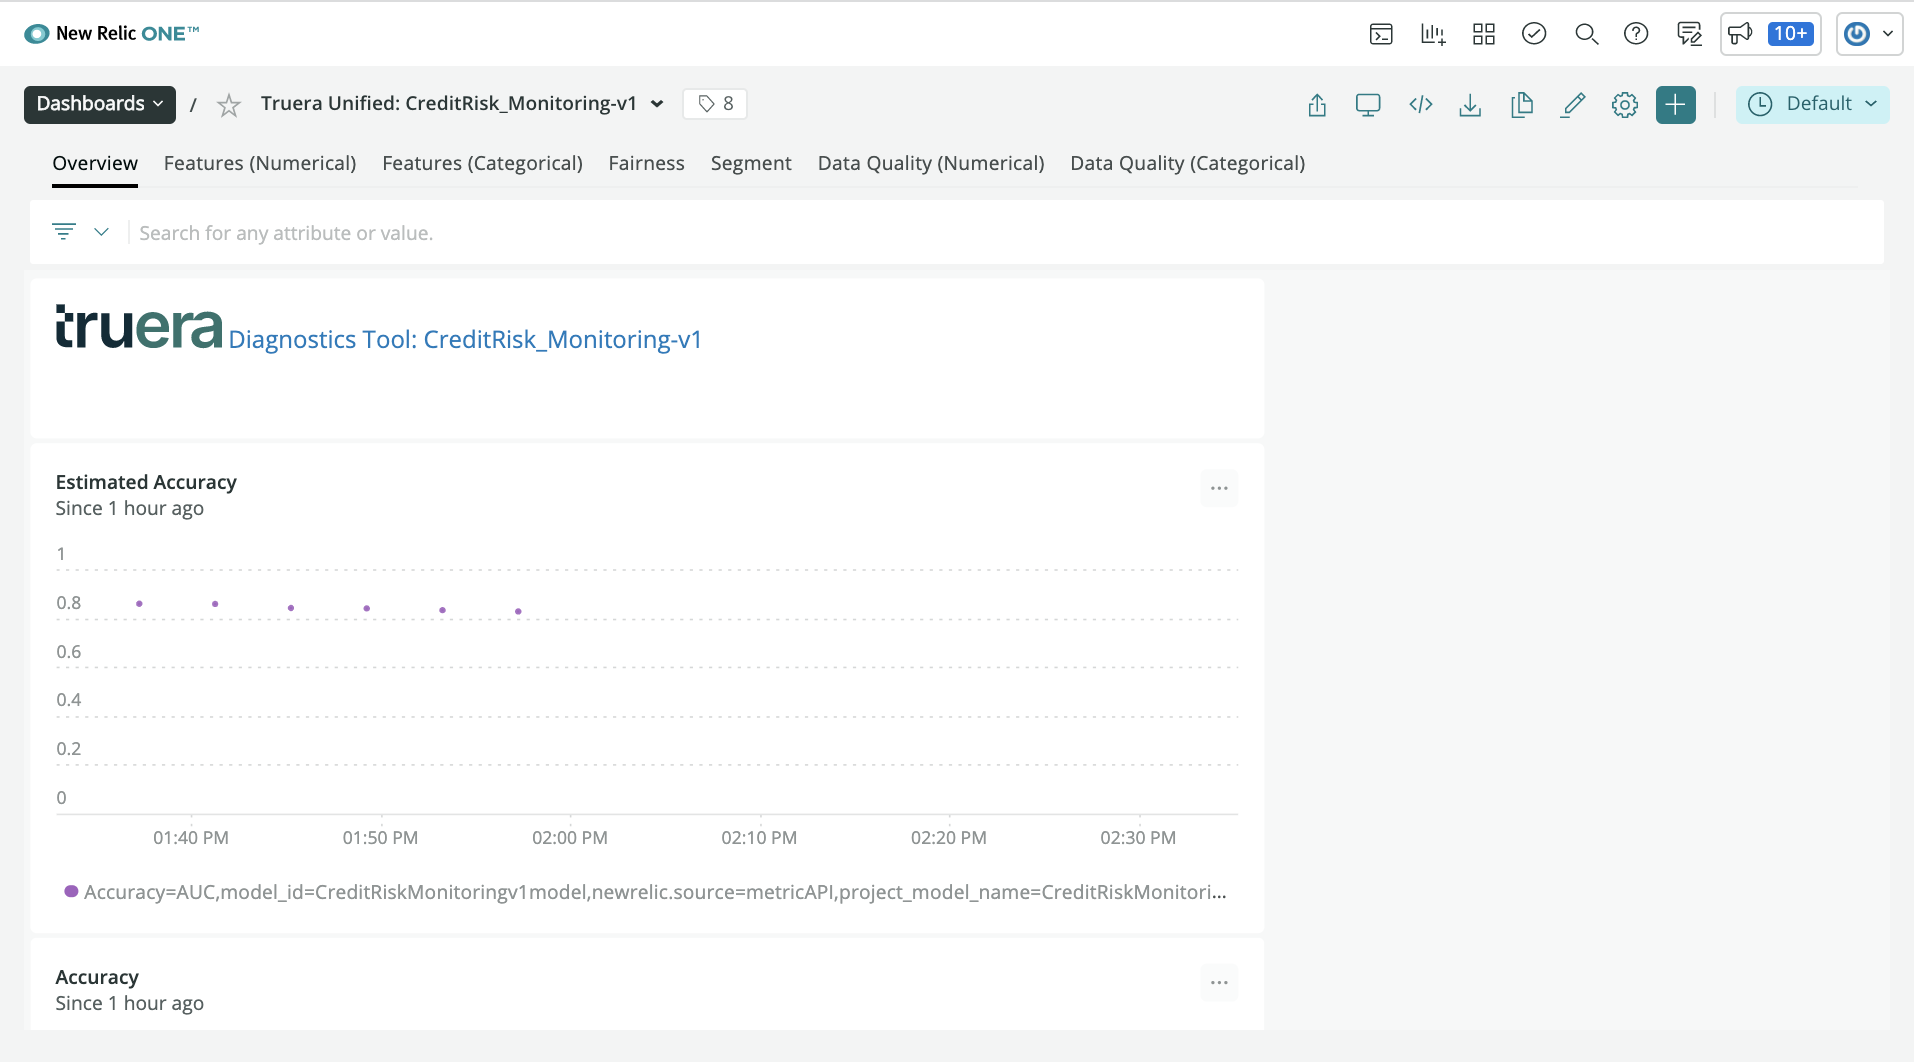 New Relic ONE™
10+
Dashboards / Truera Unified: CreditRisk_Monitoring-v1 8
Default
Overview Features (Numerical) Features (Categorical) Fairness Segment Data Quality (Numerical) Data Quality (Categorical)
Search for any attribute or value.
truera Diagnostics Tool: CreditRisk_Monitoring-v1
Estimated Accuracy
Since 1 hour ago
1
0.8
0.6
0.4
0.2
0
01:40 PM 01:50 PM 02:00 PM 02:10 PM 02:20 PM 02:30 PM
Accuracy=AUC,model_id=CreditRiskMonitoringv1model,newrelic.source=metricAPI,project_model_name=CreditRiskMonitori...
Accuracy
Since 1 hour ago